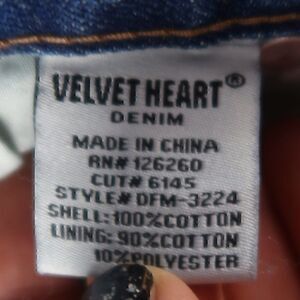 VELVET HEART®
DENIM
MADE IN CHINA
RN# 126260
CUT# 6145
STYLE# DFM-3224
SHELL: 100%COTTON
LINING: 90%COTTON
10%POLYESTER